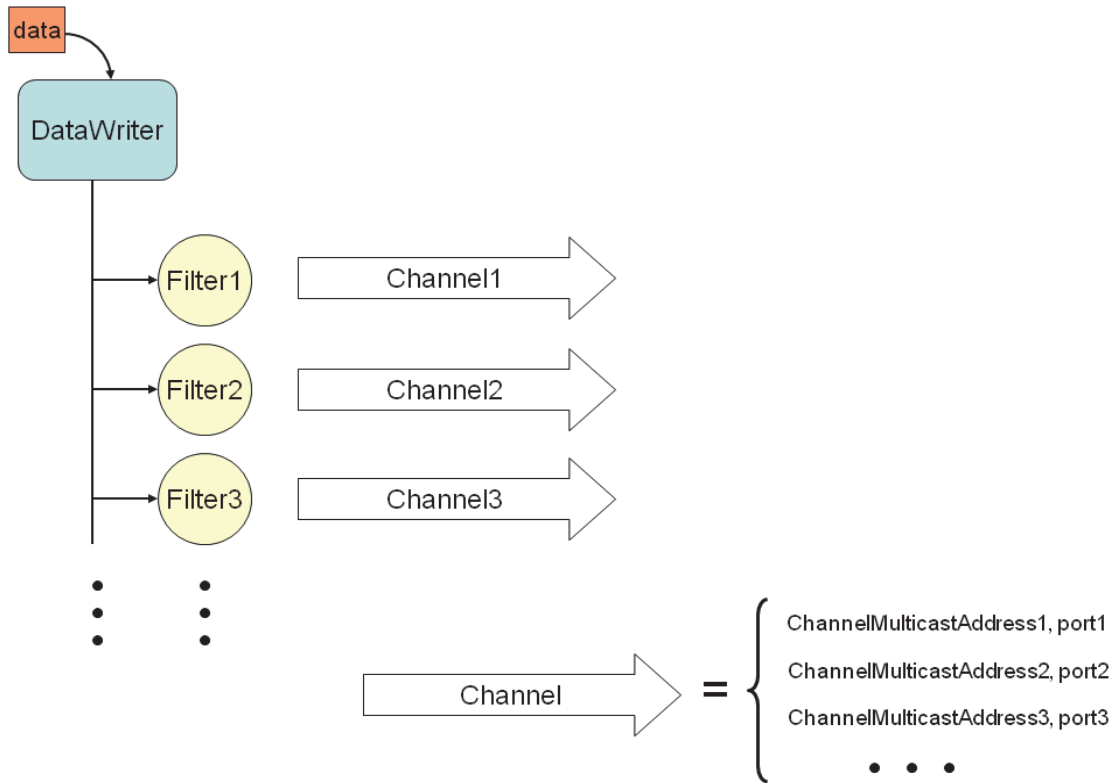 data
DataWriter
Filter1
Channel1
Filter2
Channel2
Filter3
Channel3
Channel
=
ChannelMulticastAddress1, port1
ChannelMulticastAddress2, port2
ChannelMulticastAddress3, port3